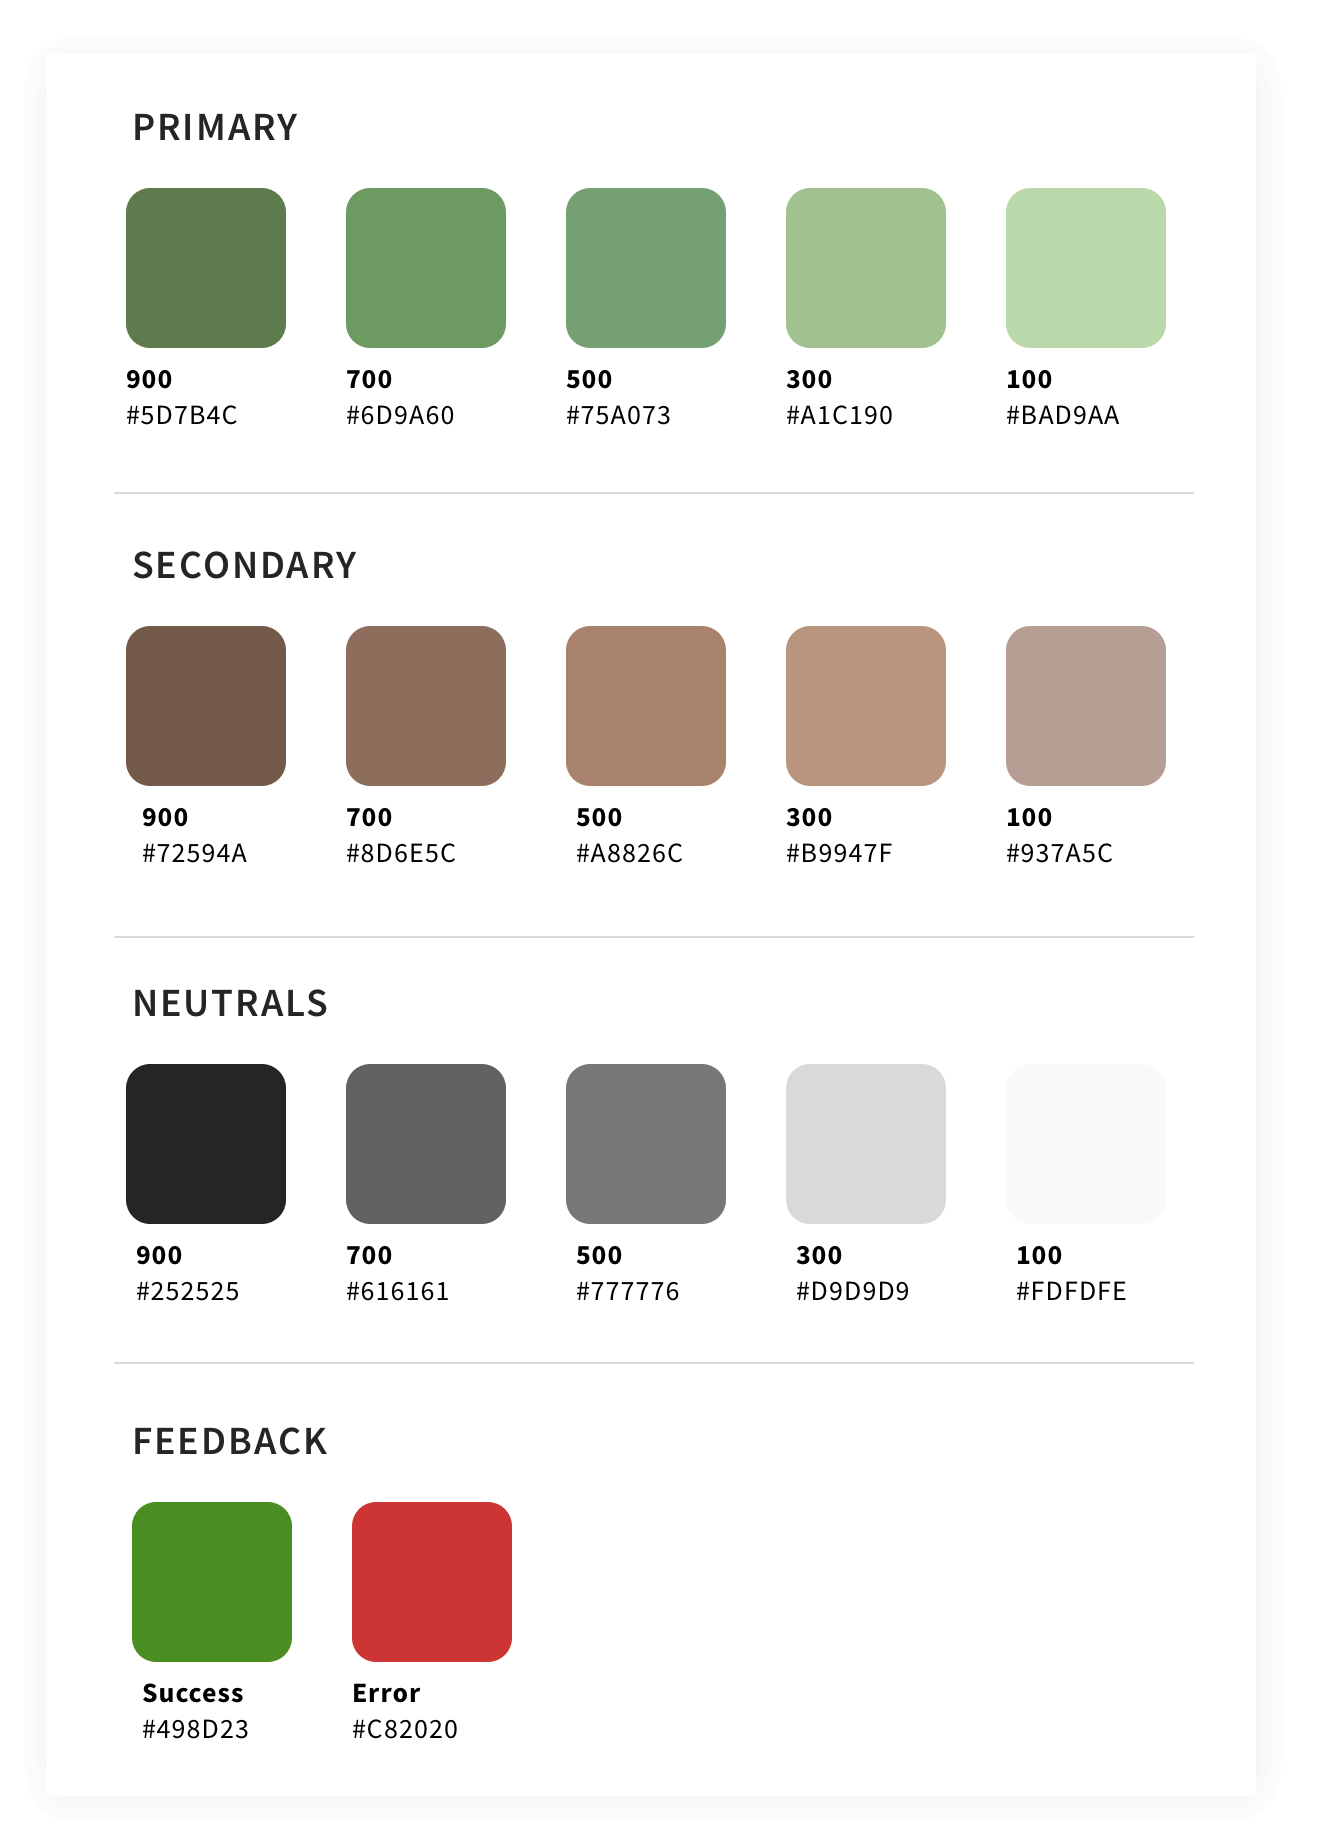 PRIMARY
900 700 500 300 100
#5D7B4C #6D9A60 #75A073 #A1C190 #BAD9AA
SECONDARY
900 700 500 300 100
#72594A #8D6E5C #A8826C #B9947F #937A5C
NEUTRALS
900 700 500 300 100
#252525 #616161 #777776 #D9D9D9 #FDFDFE
FEEDBACK
Success Error
#498D23 #C82020